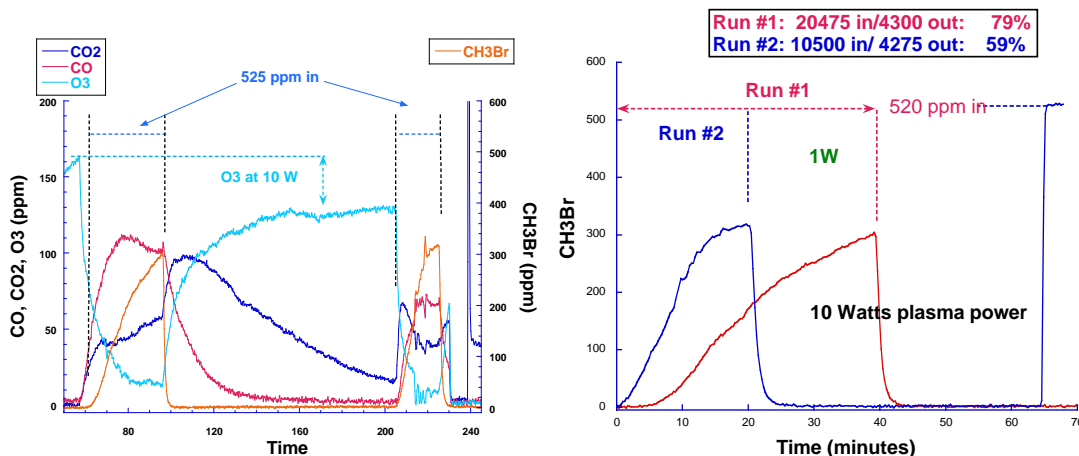 CO2
CO
O3
CH3Br
525 ppm in
O3 at 10 W
200
150
100
50
0
CO, CO2, O3 (ppm)
600
500
400
300
200
100
0
CH3Br (ppm)
80
120
160
200
240
Time
Run #1: 20475 in/4300 out: 79%
Run #2: 10500 in/ 4275 out: 59%
600
500
400
300
200
100
0
CH3Br
Run #1
520 ppm in
Run #2
1W
10 Watts plasma power
0
10
20
30
40
50
60
70
Time (minutes)